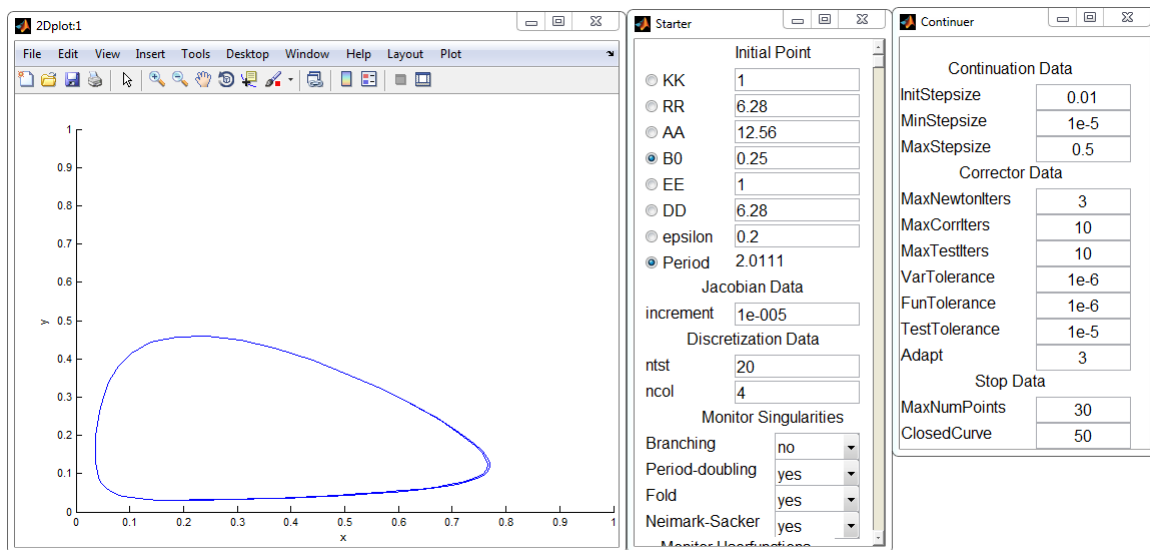 2Dplot:1
File Edit View Insert Tools Desktop Window Help Layout Plot
1
0.9
0.8
0.7
0.6
0.5
y
0.4
0.3
0.2
0.1
0
0 0.1 0.2 0.3 0.4 0.5 0.6 0.7 0.8 0.9 1
x
Starter
Initial Point
KK 1
RR 6.28
AA 12.56
B0 0.25
EE 1
DD 6.28
epsilon 0.2
Period 2.0111
Jacobian Data
increment 1e-005
Discretization Data
ntst 20
ncol 4
Monitor Singularities
Branching no
Period-doubling yes
Fold yes
Neimark-Sacker yes
Monitor Userfunctions
Continuer
Continuation Data
InitStepsize 0.01
MinStepsize 1e-5
MaxStepsize 0.5
Corrector Data
MaxNewtonIters 3
MaxCorrIters 10
MaxTestIters 10
VarTolerance 1e-6
FunTolerance 1e-6
TestTolerance 1e-5
Adapt 3
Stop Data
MaxNumPoints 30
ClosedCurve 50